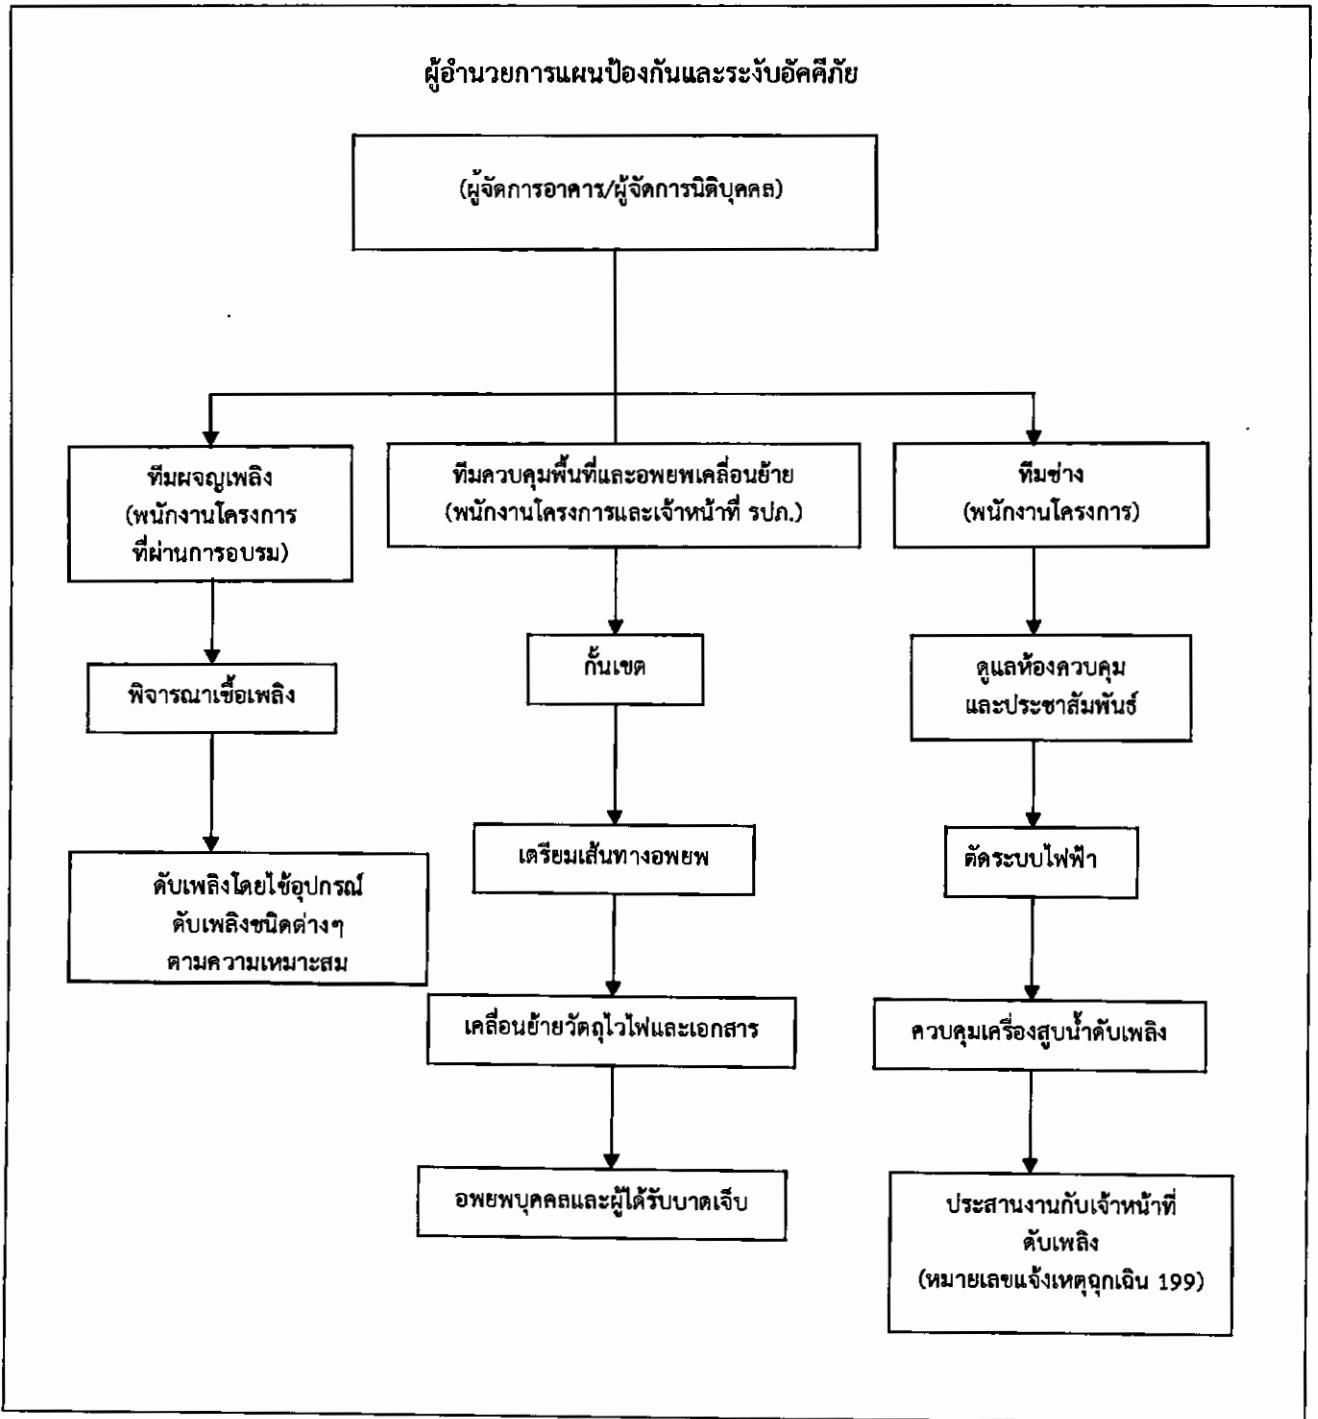 ผู้อำนวยการแผนป้องกันและระงับอัคคีภัย
(ผู้จัดการอาคาร/ผู้จัดการนิติบุคคล)
ทีมผจญเพลิง
(พนักงานโครงการ
ที่ผ่านการอบรม)
พิจารณาเชื้อเพลิง
ดับเพลิงโดยใช้อุปกรณ์
ดับเพลิงชนิดต่างๆ
ตามความเหมาะสม
ทีมควบคุมพื้นที่และอพยพเคลื่อนย้าย
(พนักงานโครงการและเจ้าหน้าที่ รปภ.)
กั้นเขต
เตรียมเส้นทางอพยพ
เคลื่อนย้ายวัตถุไวไฟและเอกสาร
อพยพบุคคลและผู้ได้รับบาดเจ็บ
ทีมช่าง
(พนักงานโครงการ)
ดูแลห้องควบคุม
และประชาสัมพันธ์
ตัดระบบไฟฟ้า
ควบคุมเครื่องสูบน้ำดับเพลิง
ประสานงานกับเจ้าหน้าที่
ดับเพลิง
(หมายเลขแจ้งเหตุฉุกเฉิน 199)